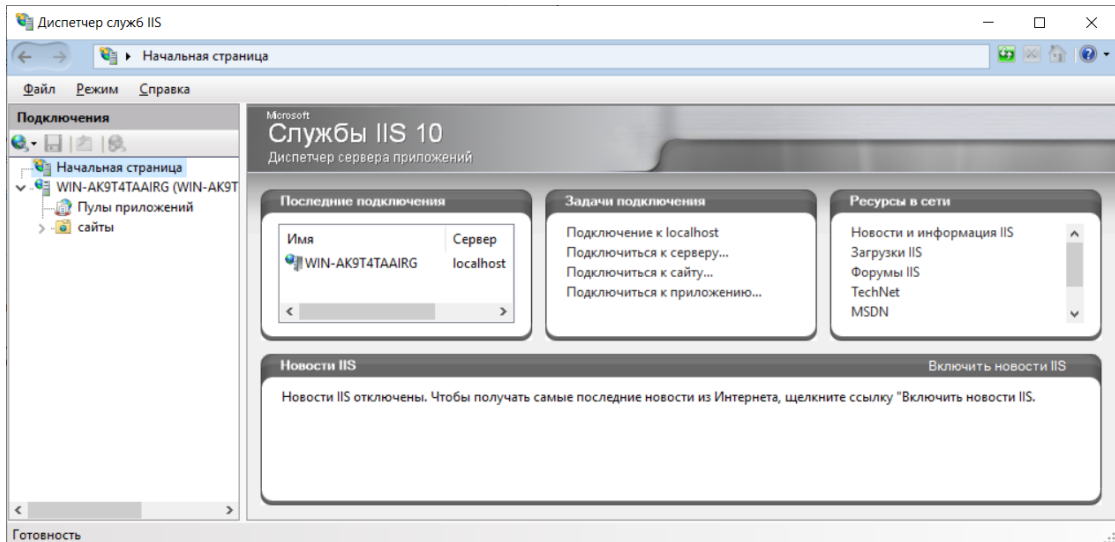 Диспетчер служб IIS
Начальная страница
Файл Режим Справка
Подключения
Начальная страница
WIN-AK9T4TAAIRG (WIN-AK9T
Пулы приложений
сайты
Microsoft
Службы IIS 10
Диспетчер сервера приложений
Последние подключения
Имя Сервер
WIN-AK9T4TAAIRG localhost
Задачи подключения
Подключение к localhost
Подключиться к серверу...
Подключиться к сайту...
Подключиться к приложению...
Ресурсы в сети
Новости и информация IIS
Загрузки IIS
Форумы IIS
TechNet
MSDN
Новости IIS Включить новости IIS
Новости IIS отключены. Чтобы получать самые последние новости из Интернета, щелкните ссылку "Включить новости IIS.
Готовность